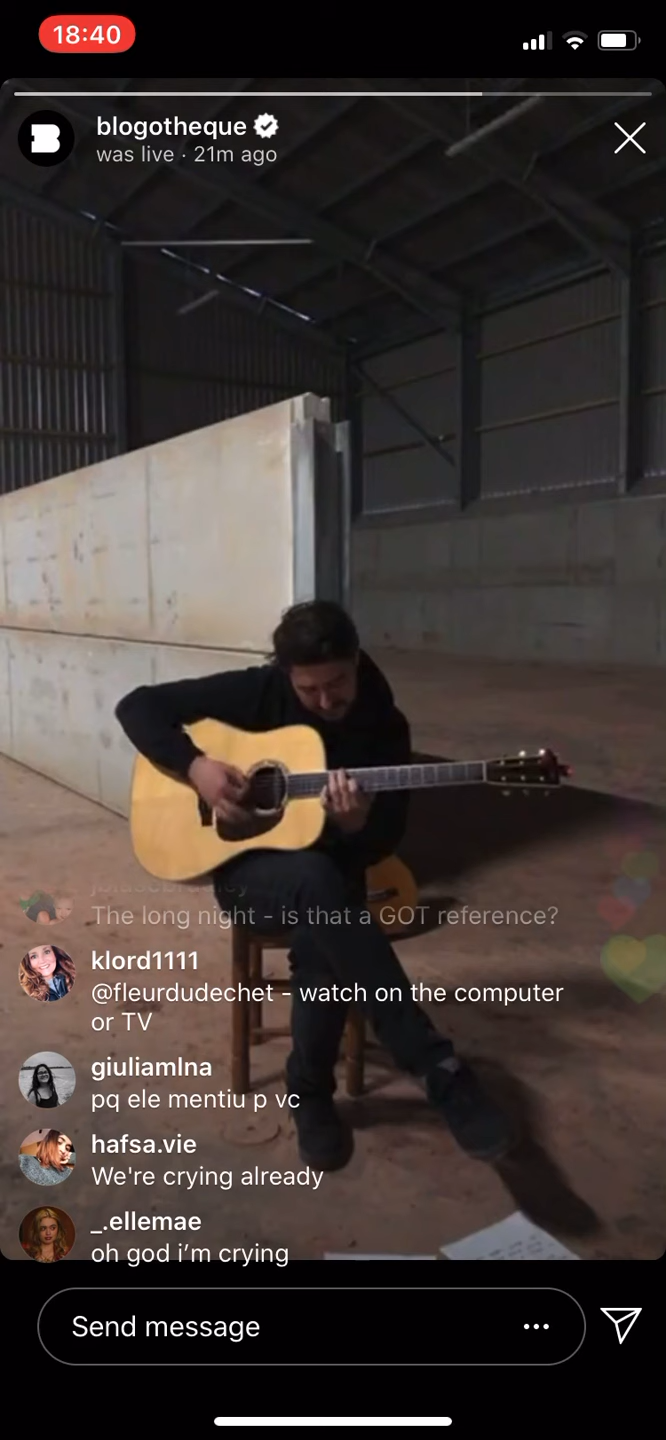 18:40
blogotheque
was live · 21m ago
The long night - is that a GOT reference?
klord1111
@fleurdudechet - watch on the computer
or TV
giuliamlna
pq ele mentiu p vc
hafsa.vie
We're crying already
_.ellemae
oh god i’m crying
Send message